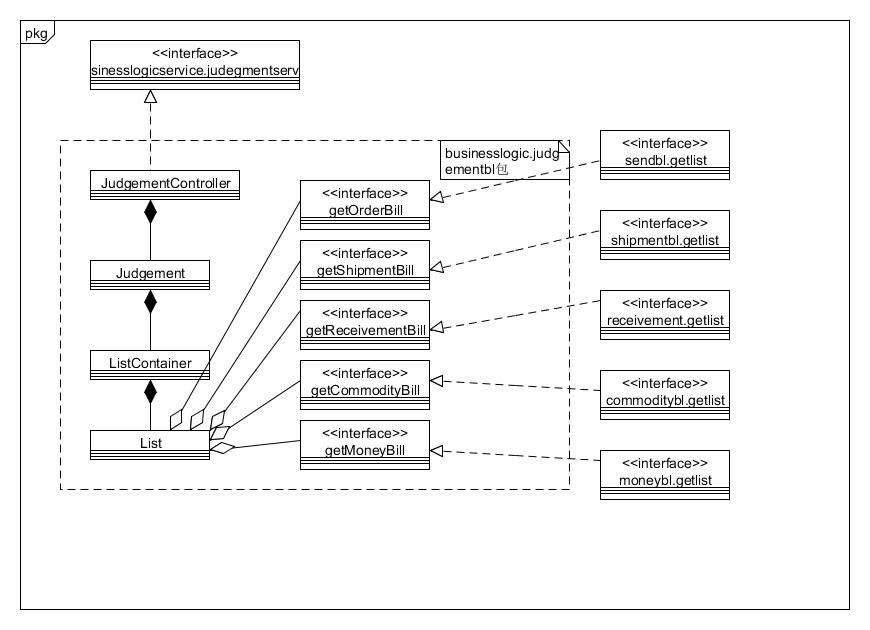 pkg
<<interface>>
sinesslogicservice.judegmentserv
businesslogic.judg
ementbl包
<<interface>>
sendbl.getlist
JudgementController
<<interface>>
getOrderBill
<<interface>>
shipmentbl.getlist
<<interface>>
getShipmentBill
Judgement
<<interface>>
receivement.getlist
<<interface>>
getReceivementBill
ListContainer
<<interface>>
getCommodityBill
<<interface>>
commoditybl.getlist
List
<<interface>>
getMoneyBill
<<interface>>
moneybl.getlist